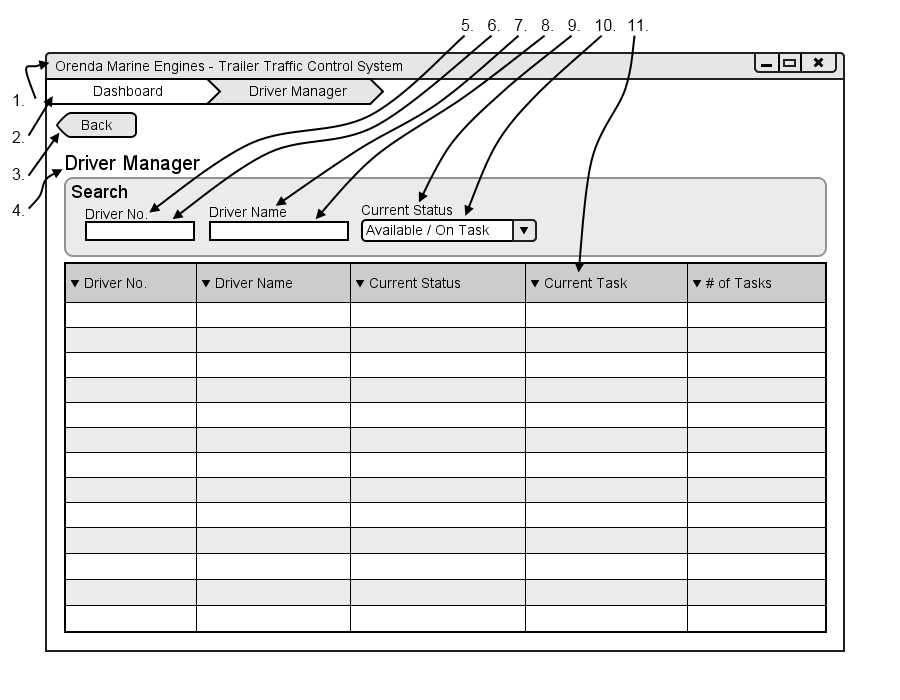 5. 6. 7. 8. 9. 10. 11.
Orenda Marine Engines - Trailer Traffic Control System
1.
Dashboard Driver Manager
2.
Back
3.
Driver Manager
4.
Search
Driver No. Driver Name Current Status
Available / On Task
Driver No. Driver Name Current Status Current Task # of Tasks